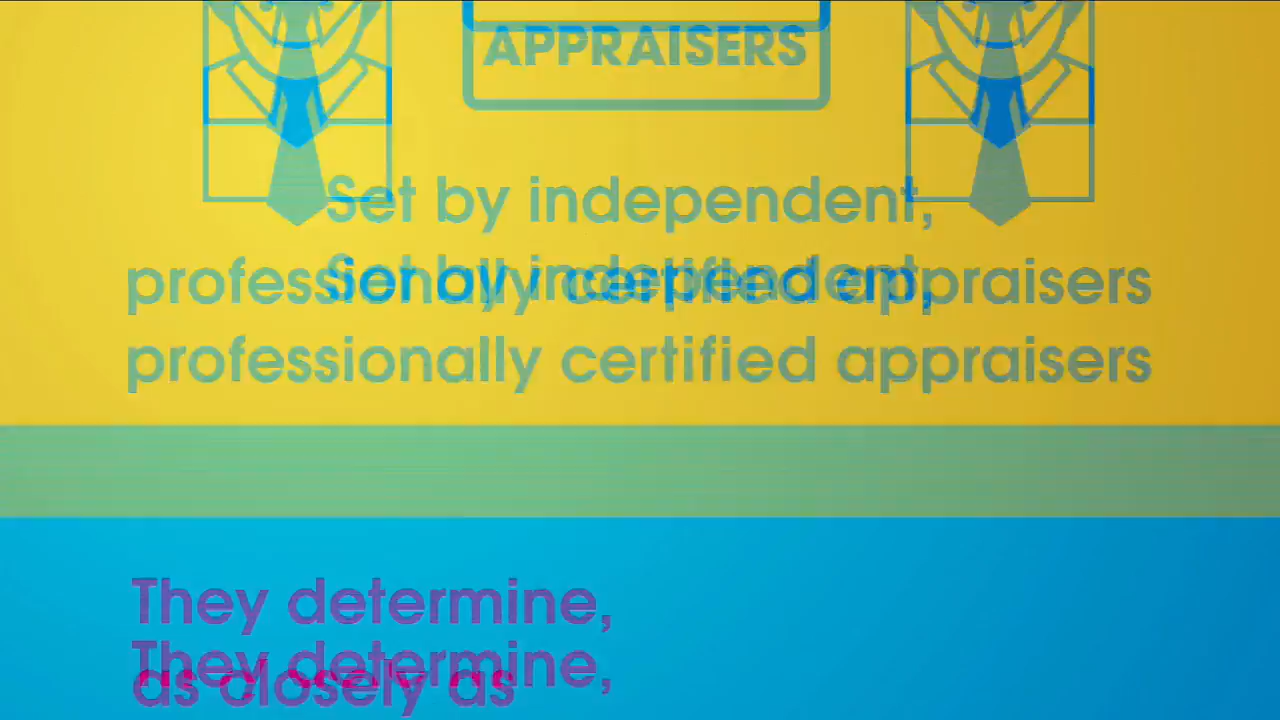 APPRAISERS
Set by independent,
Set by independent,
professionally certified appraisers
professionally certified appraisers
They determine,
They determine,
as closely as